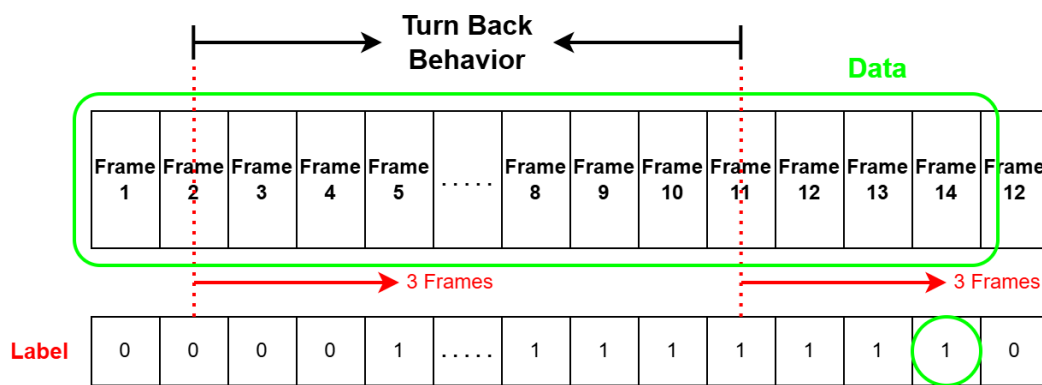 Turn Back
Behavior
Data
Frame 1 Frame 2 Frame 3 Frame 4 Frame 5 ..... Frame 8 Frame 9 Frame 10 Frame 11 Frame 12 Frame 13 Frame 14 Frame 12
3 Frames 3 Frames
Label 0 0 0 0 1 ..... 1 1 1 1 1 1 1 0